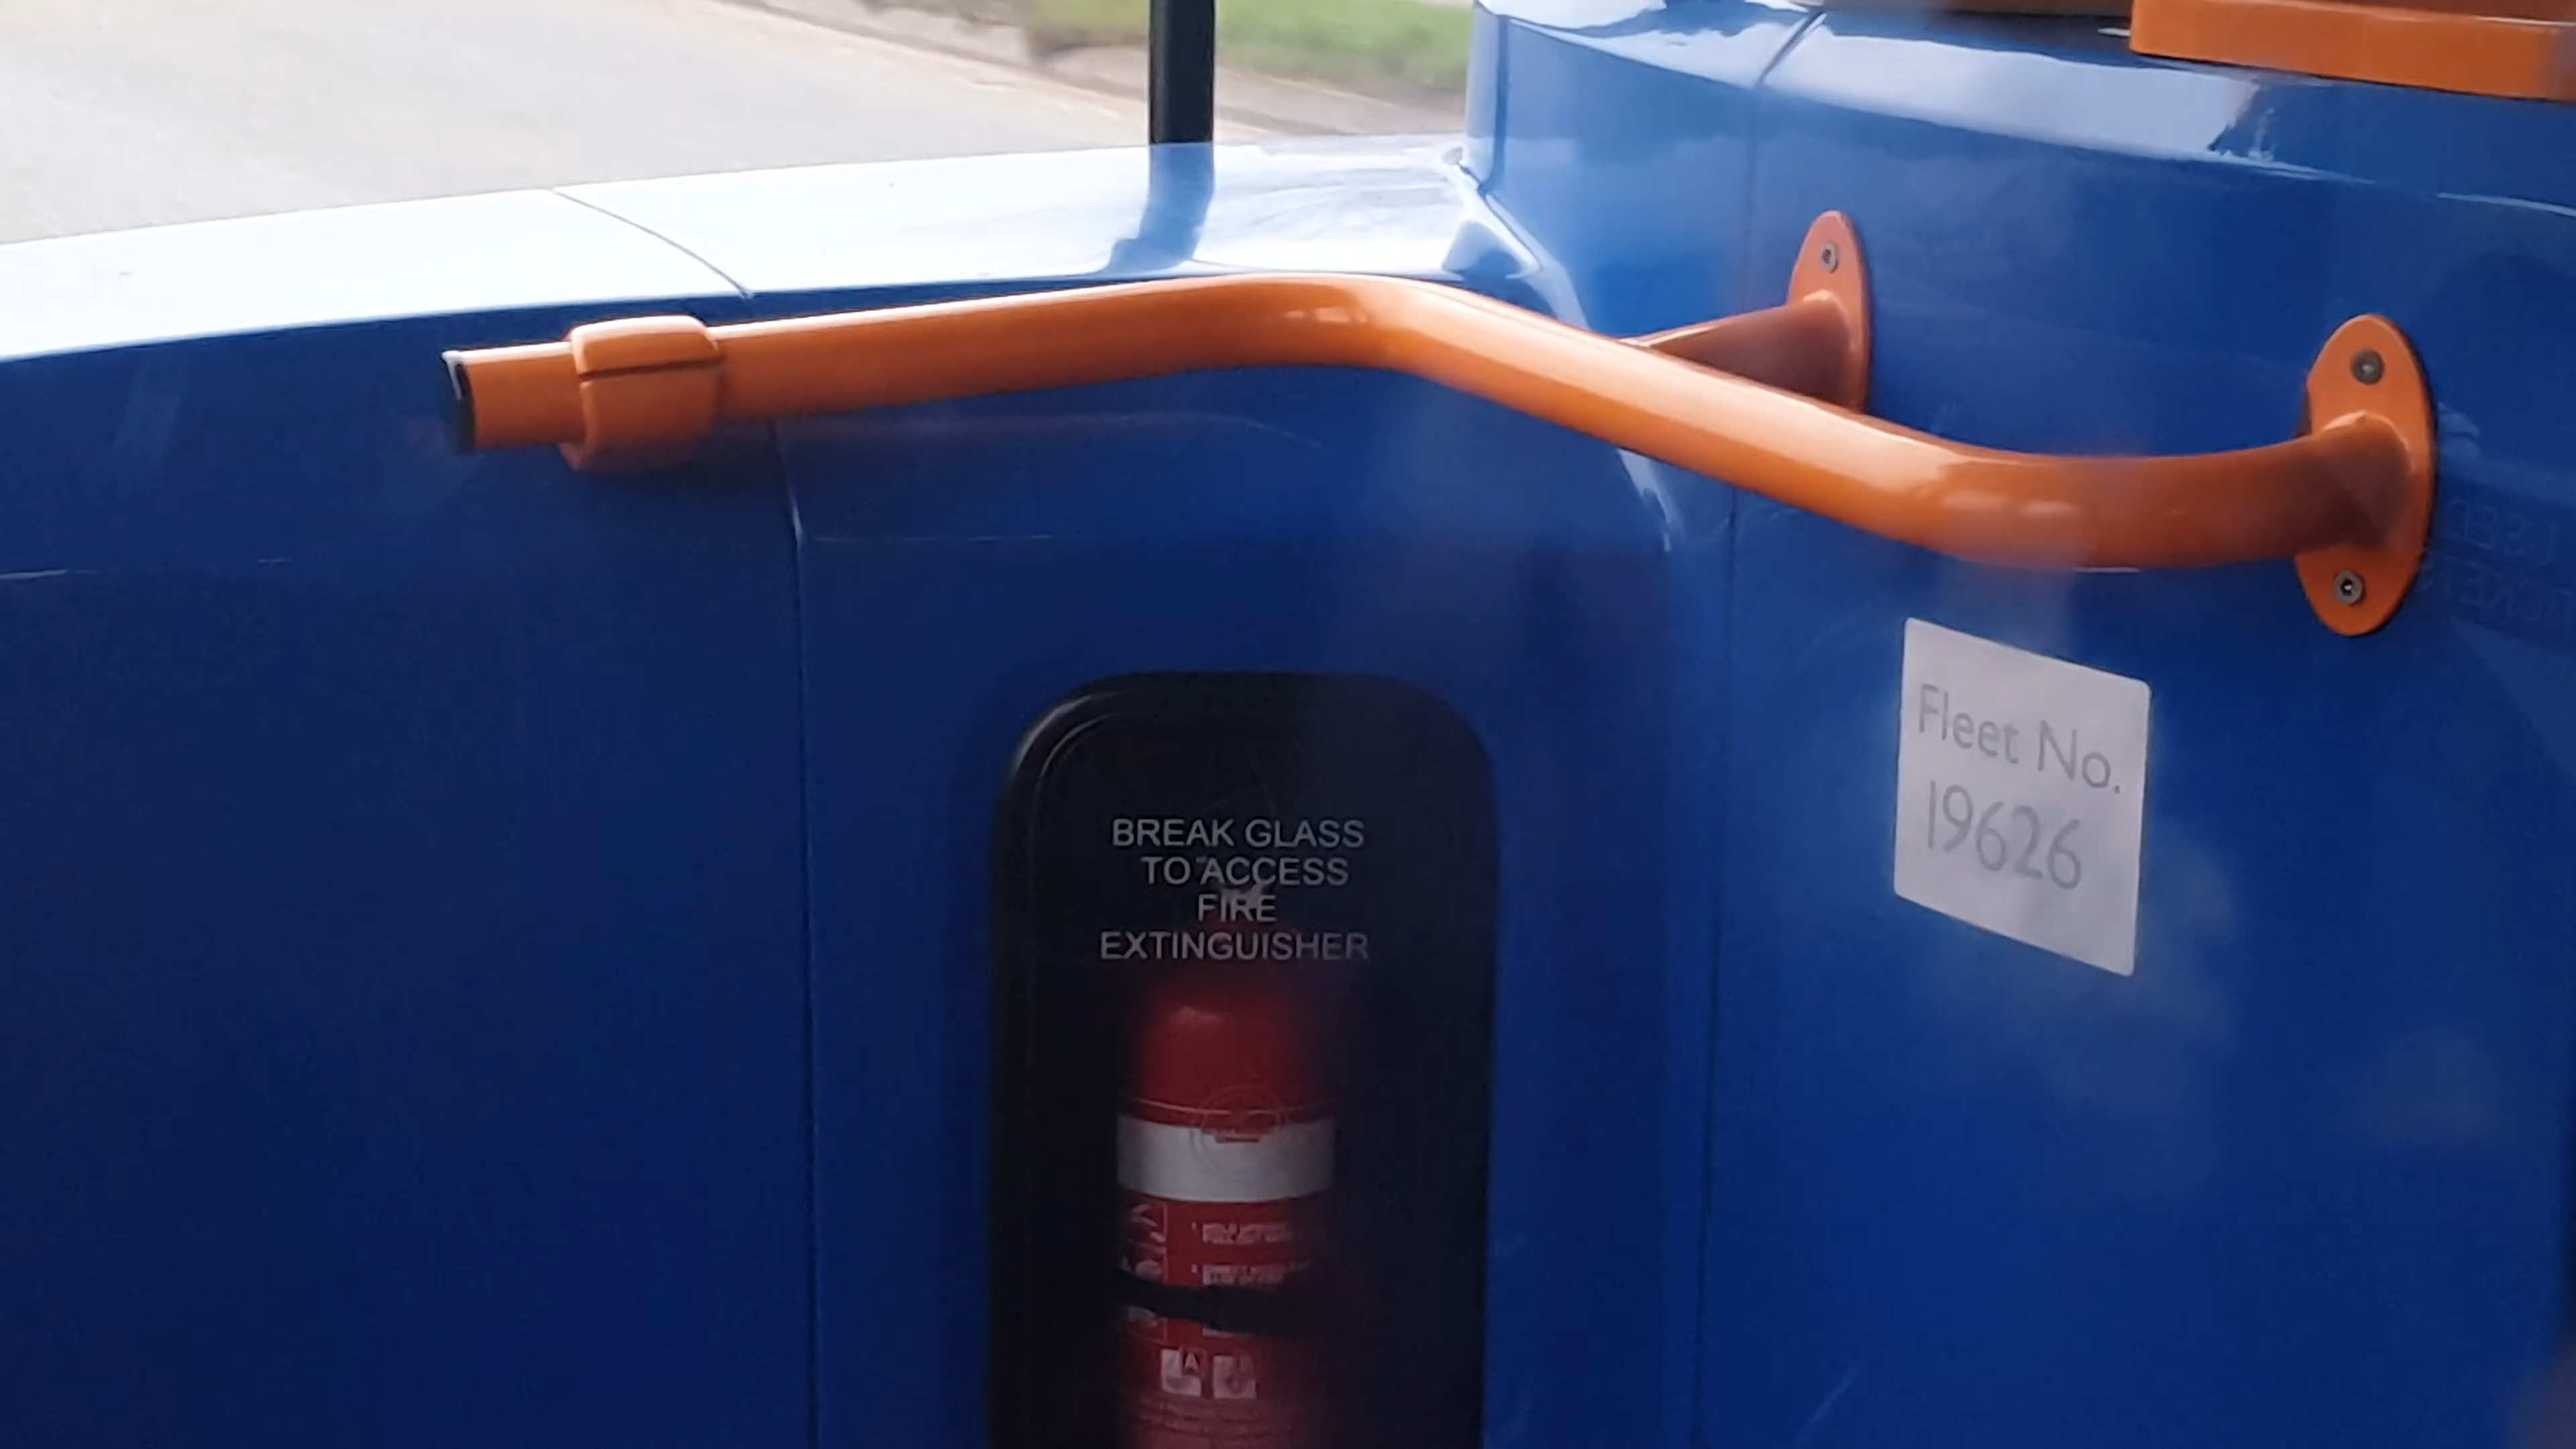 BREAK GLASS
TO ACCESS
FIRE
EXTINGUISHER
Fleet No.
19626
A